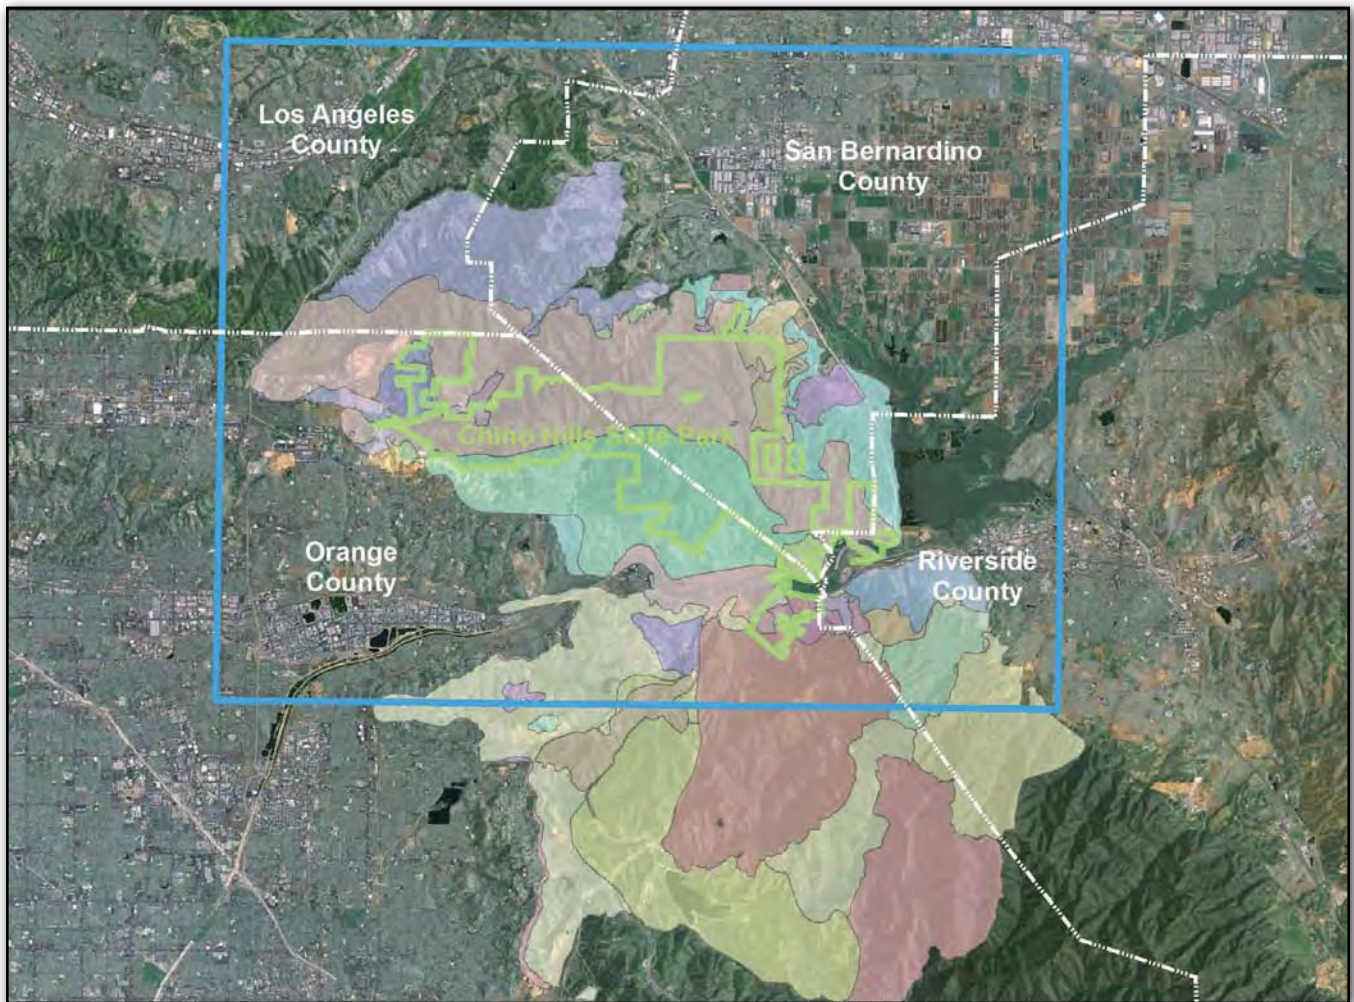 Los Angeles
County
San Bernardino
County
Chino Hills State Park
Orange
County
Riverside
County